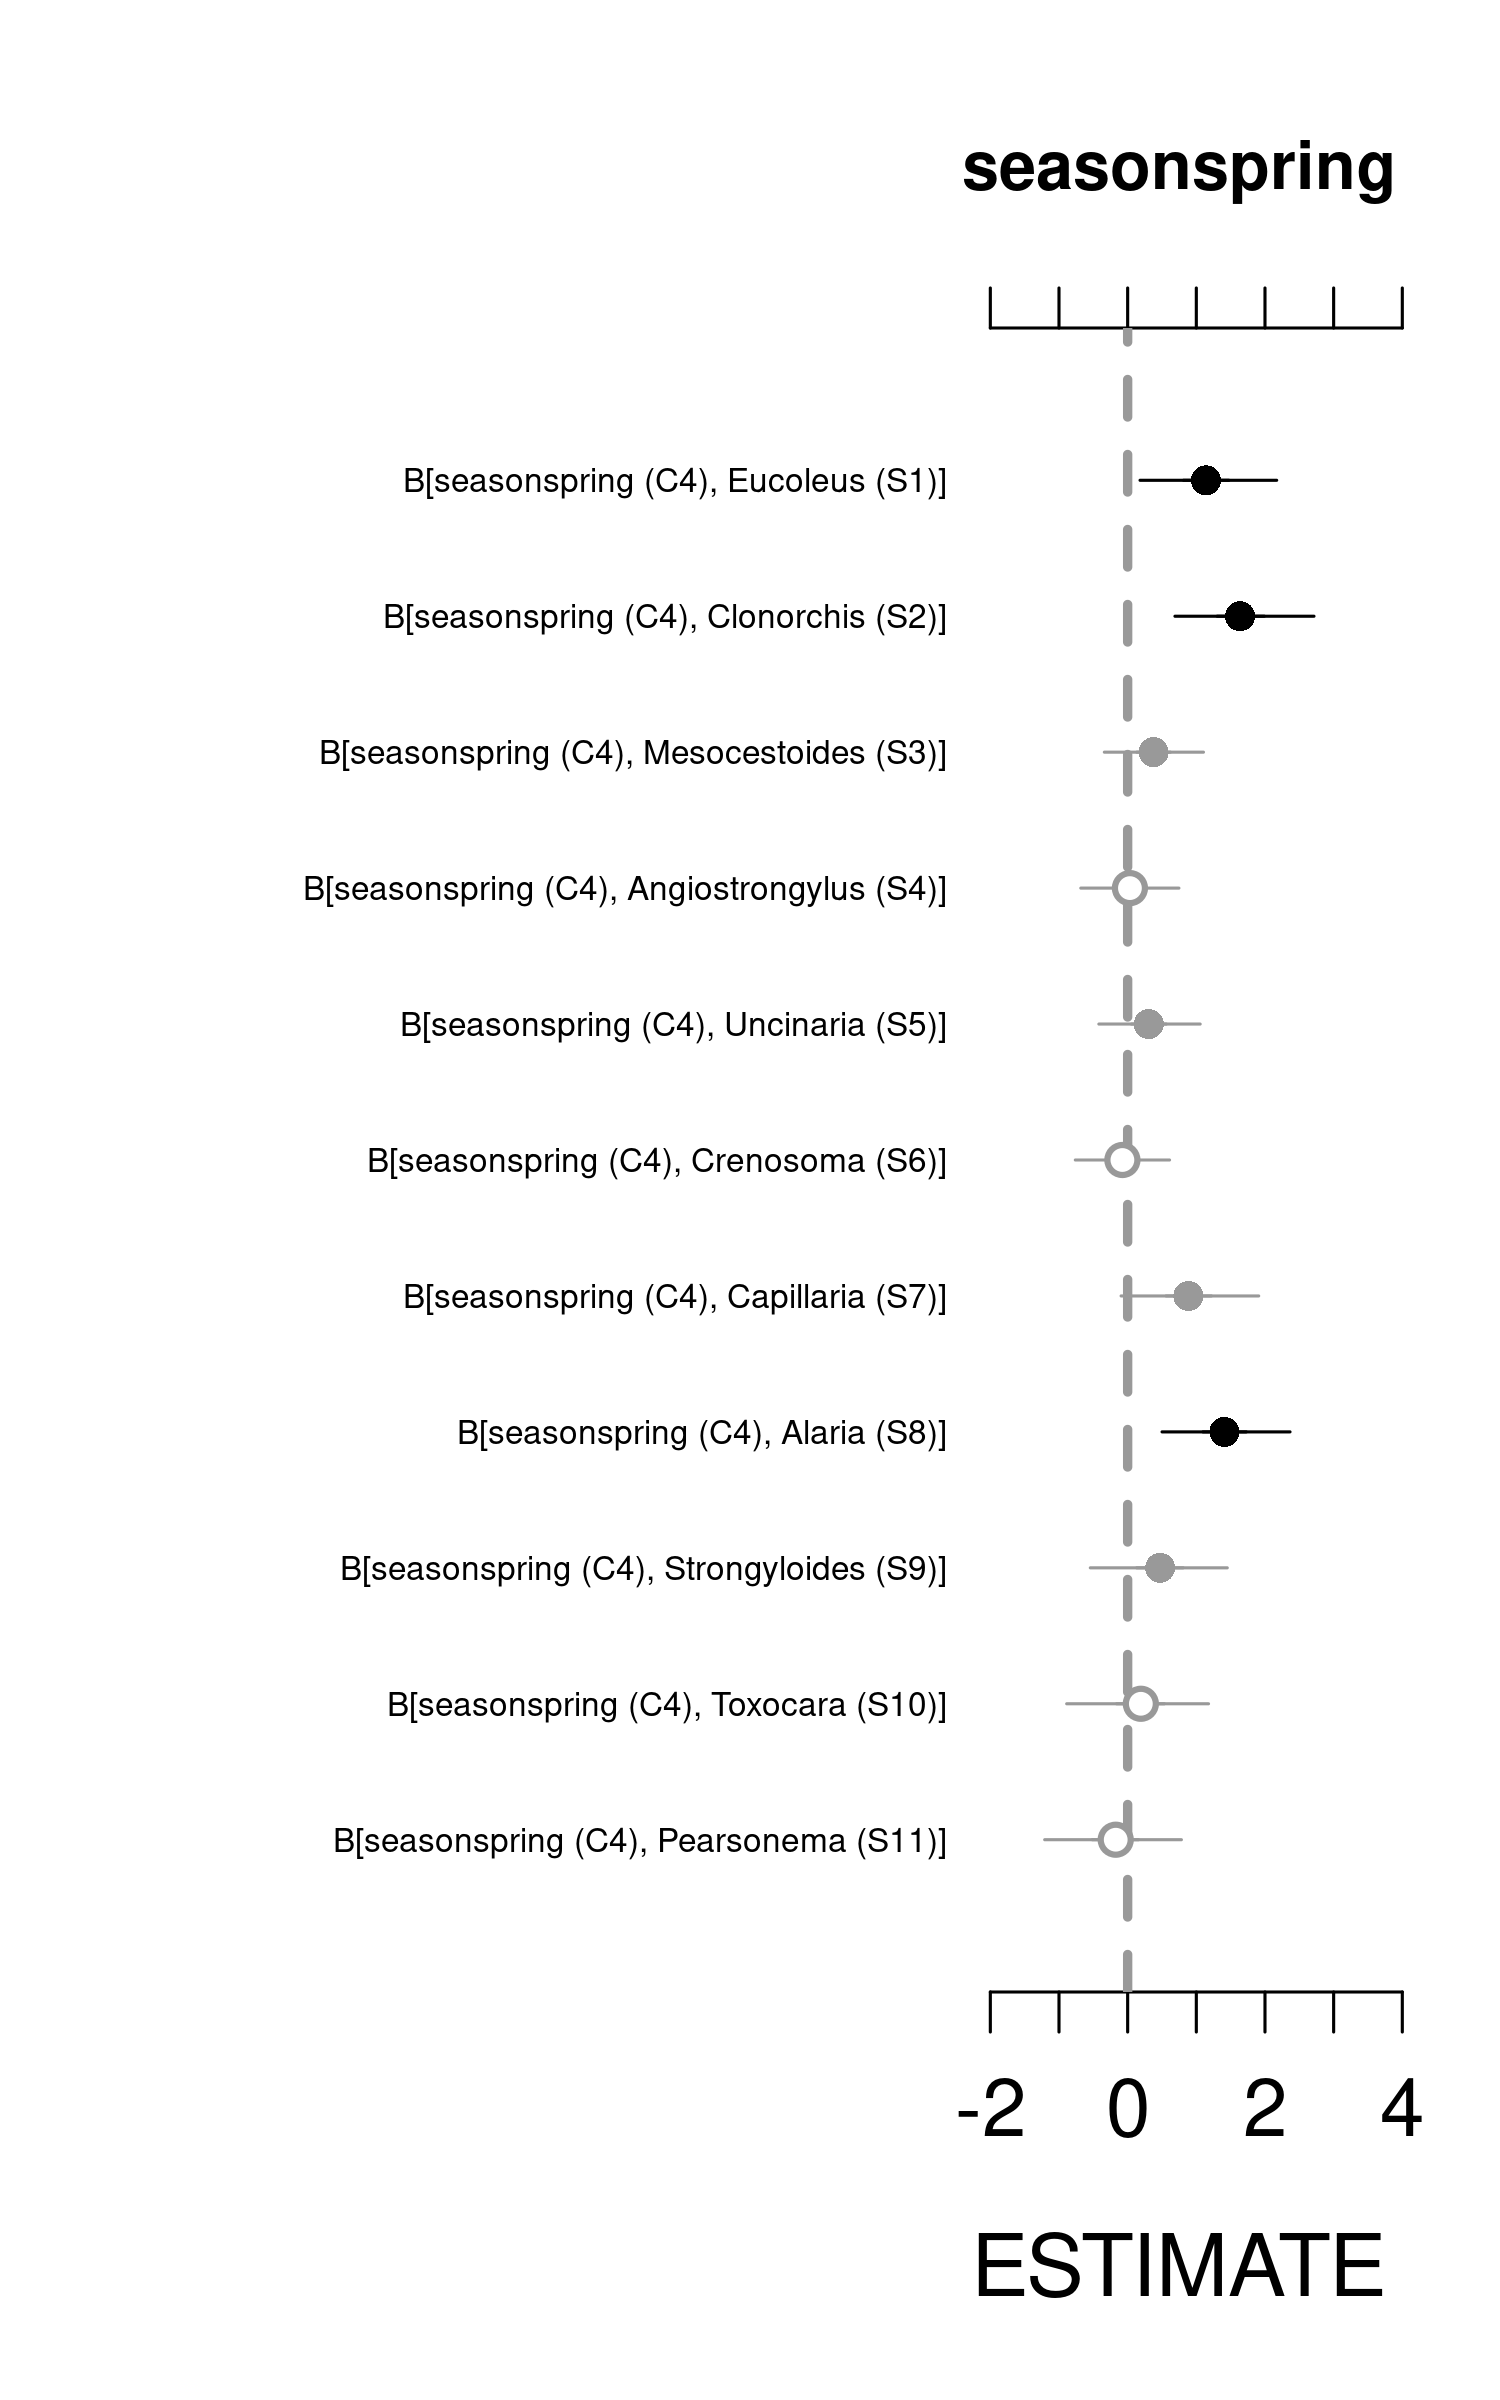 seasonspring
B[seasonspring (C4), Eucoleus (S1)]
B[seasonspring (C4), Clonorchis (S2)]
B[seasonspring (C4), Mesocestoides (S3)]
B[seasonspring (C4), Angiostrongylus (S4)]
B[seasonspring (C4), Uncinaria (S5)]
B[seasonspring (C4), Crenosoma (S6)]
B[seasonspring (C4), Capillaria (S7)]
B[seasonspring (C4), Alaria (S8)]
B[seasonspring (C4), Strongyloides (S9)]
B[seasonspring (C4), Toxocara (S10)]
B[seasonspring (C4), Pearsonema (S11)]
-2 0 2 4
ESTIMATE